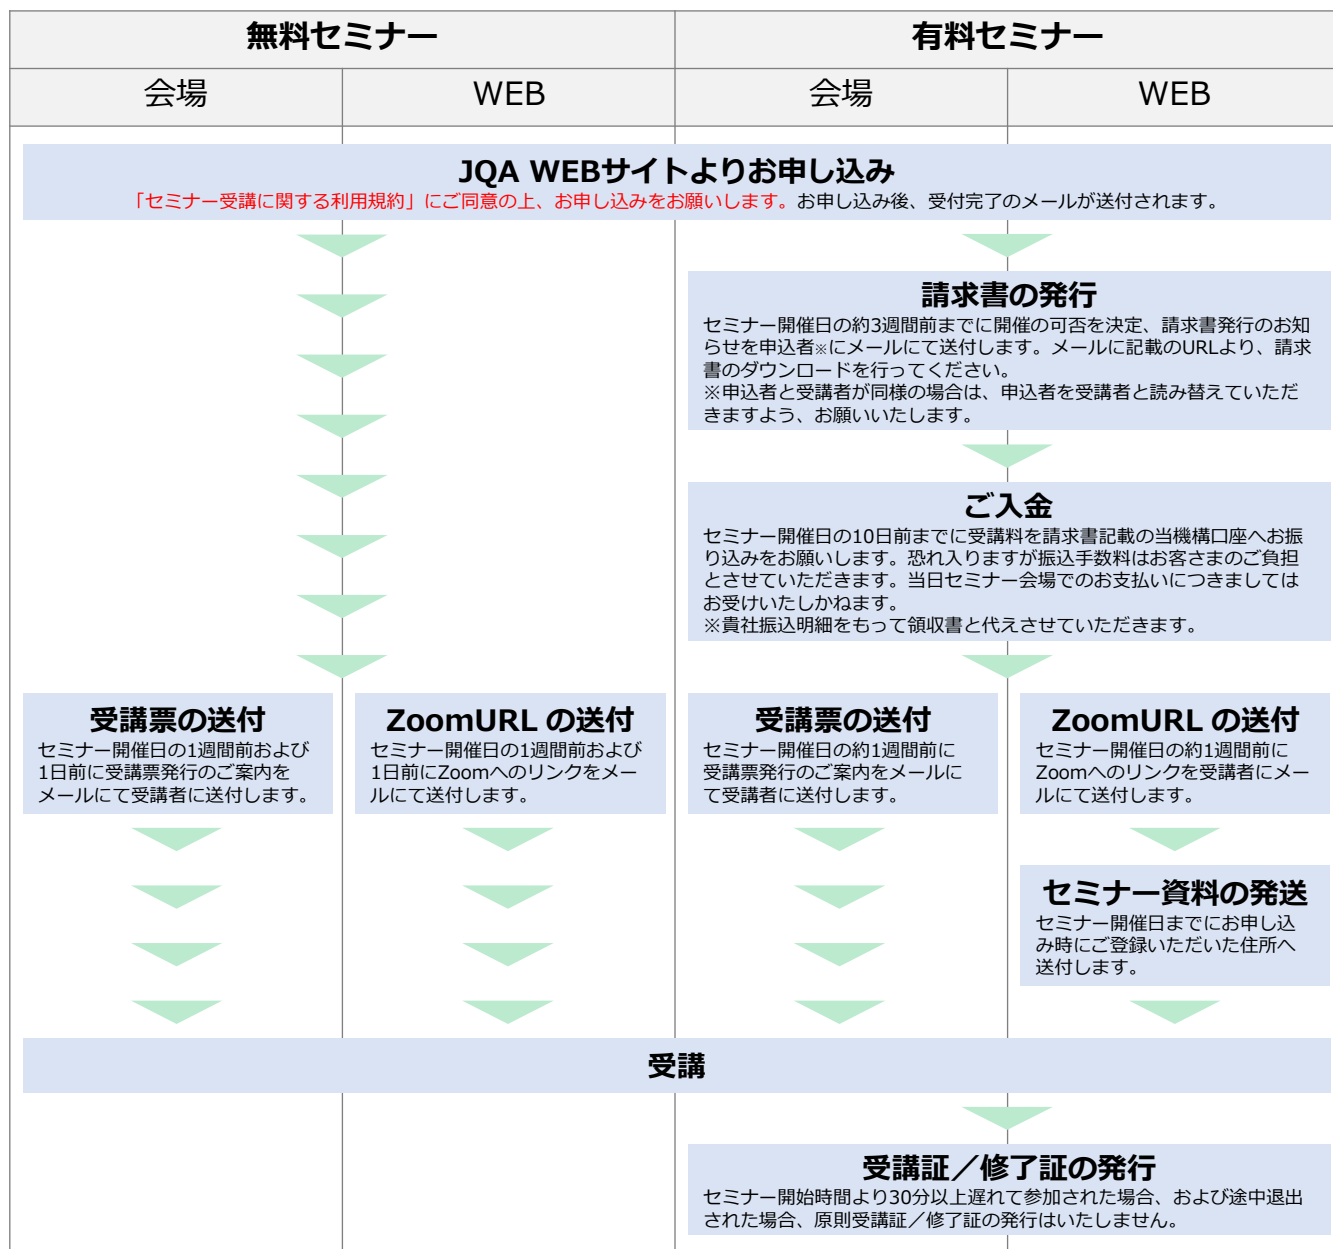 無料セミナー
有料セミナー
会場
WEB
会場
WEB
JQA WEBサイトよりお申し込み
「セミナー受講に関する利用規約」にご同意の上、お申し込みをお願いします。お申し込み後、受付完了のメールが送付されます。
請求書の発行
セミナー開催日の約3週間前までに開催の可否を決定、請求書発行のお知
らせを申込者※にメールにて送付します。メールに記載のURLより、請求
書のダウンロードを行ってください。
※申込者と受講者が同様の場合は、申込者を受講者と読み替えていただ
きますよう、お願いいたします。
ご入金
セミナー開催日の10日前までに受講料を請求書記載の当機構口座へお振
り込みをお願いします。恐れ入りますが振込手数料はお客さまのご負担
とさせていただきます。当日セミナー会場でのお支払いにつきましては
お受けいたしかねます。
※貴社振込明細をもって領収書と代えさせていただきます。
受講票の送付
セミナー開催日の1週間前および
1日前に受講票発行のご案内を
メールにて受講者に送付します。
ZoomURL の送付
セミナー開催日の1週間前および
1日前にZoomへのリンクをメー
ルにて送付します。
受講票の送付
セミナー開催日の約1週間前に
受講票発行のご案内をメールに
て受講者に送付します。
ZoomURL の送付
セミナー開催日の約1週間前に
Zoomへのリンクを受講者にメー
ルにて送付します。
セミナー資料の発送
セミナー開催日までにお申し込
み時にご登録いただいた住所へ
送付します。
受講
受講証／修了証の発行
セミナー開始時間より30分以上遅れて参加された場合、および途中退出
された場合、原則受講証／修了証の発行はいたしません。